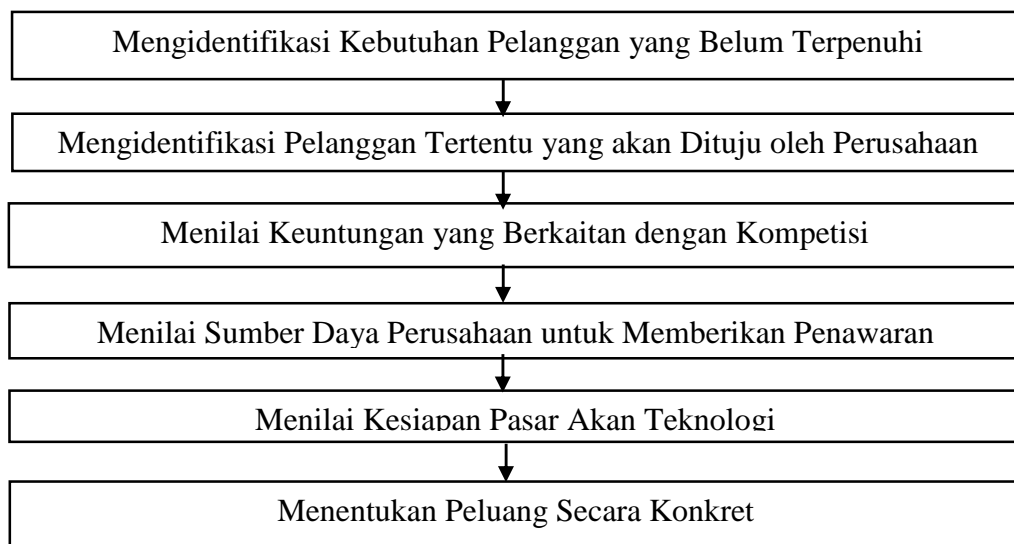 Mengidentifikasi Kebutuhan Pelanggan yang Belum Terpenuhi
Mengidentifikasi Pelanggan Tertentu yang akan Dituju oleh Perusahaan
Menilai Keuntungan yang Berkaitan dengan Kompetisi
Menilai Sumber Daya Perusahaan untuk Memberikan Penawaran
Menilai Kesiapan Pasar Akan Teknologi
Menentukan Peluang Secara Konkret